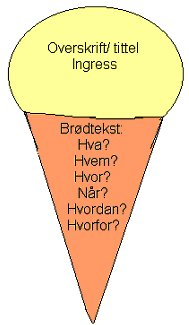 Overskrift/ tittel
Ingress
Brødtekst:
Hva?
Hvem?
Hvor?
Når?
Hvordan?
Hvorfor?